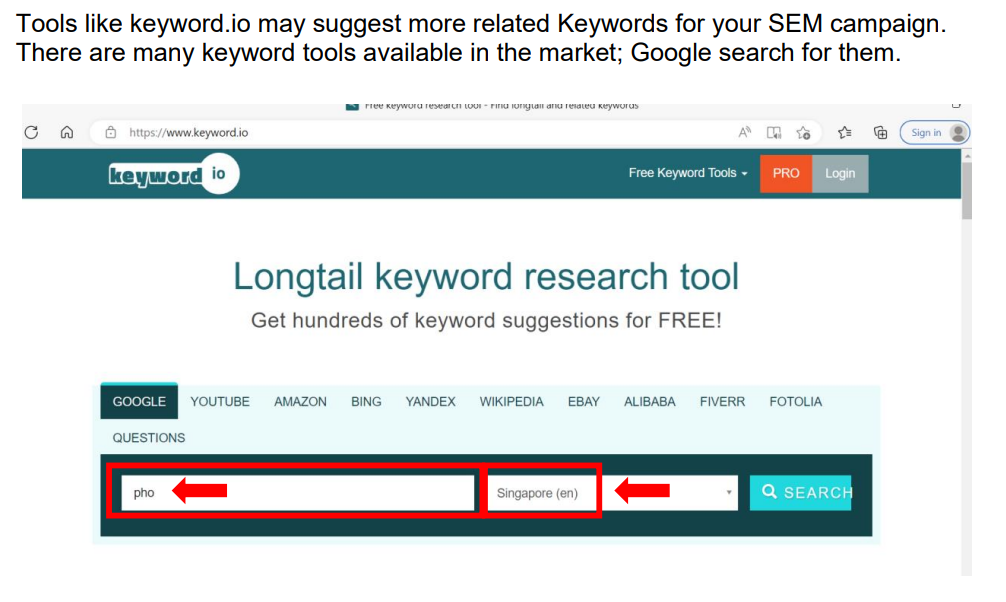 Tools like keyword.io may suggest more related Keywords for your SEM campaign.
There are many keyword tools available in the market; Google search for them.
Free keyword research tool - Find longtail and related keywords
https://www.keyword.io
Sign in
keyword io
Free Keyword Tools
PRO
Login
Longtail keyword research tool
Get hundreds of keyword suggestions for FREE!
GOOGLE YOUTUBE AMAZON BING YANDEX WIKIPEDIA EBAY ALIBABA FIVERR FOTOLIA
QUESTIONS
pho
Singapore (en)
SEARCH